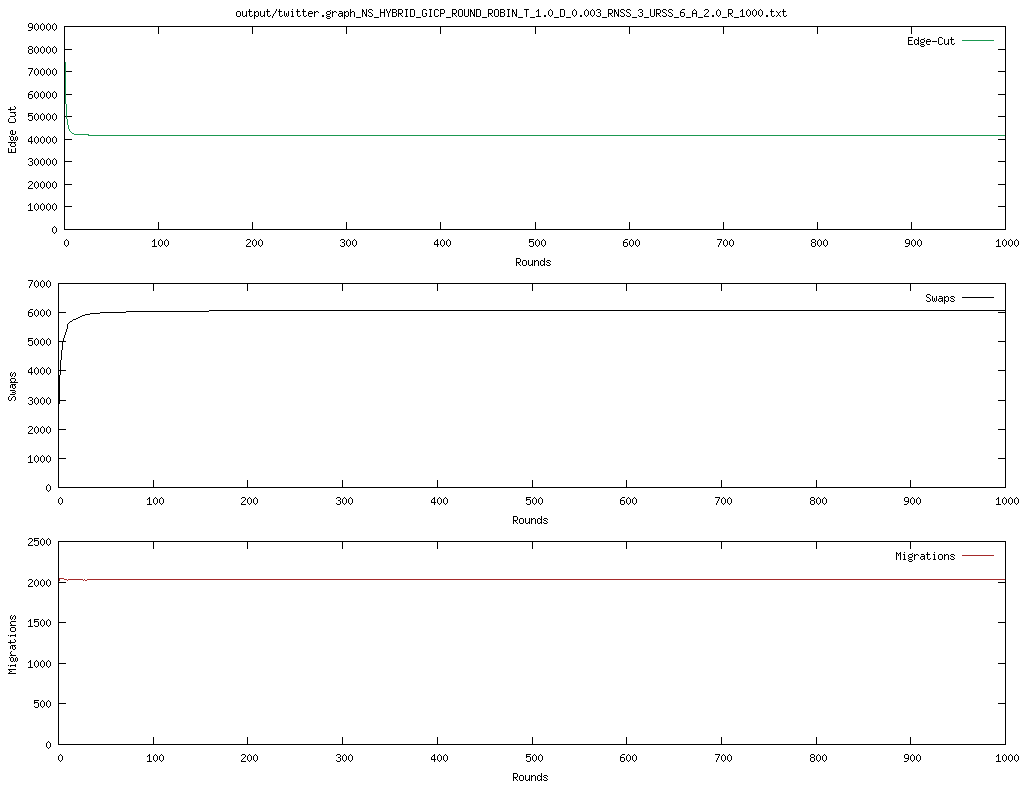 output/twitter.graph_NS_HYBRID_GICP_ROUND_ROBIN_T_1.0_D_0.003_RNSS_3_URSS_6_A_2.0_R_1000.txt
Edge-Cut
90000
80000
70000
60000
50000
40000
30000
20000
10000
0
Edge Cut
0 100 200 300 400 500 600 700 800 900 1000
Rounds
Swaps
7000
6000
5000
4000
3000
2000
1000
0
Swaps
0 100 200 300 400 500 600 700 800 900 1000
Rounds
Migrations
2500
2000
1500
1000
500
0
Migrations
0 100 200 300 400 500 600 700 800 900 1000
Rounds